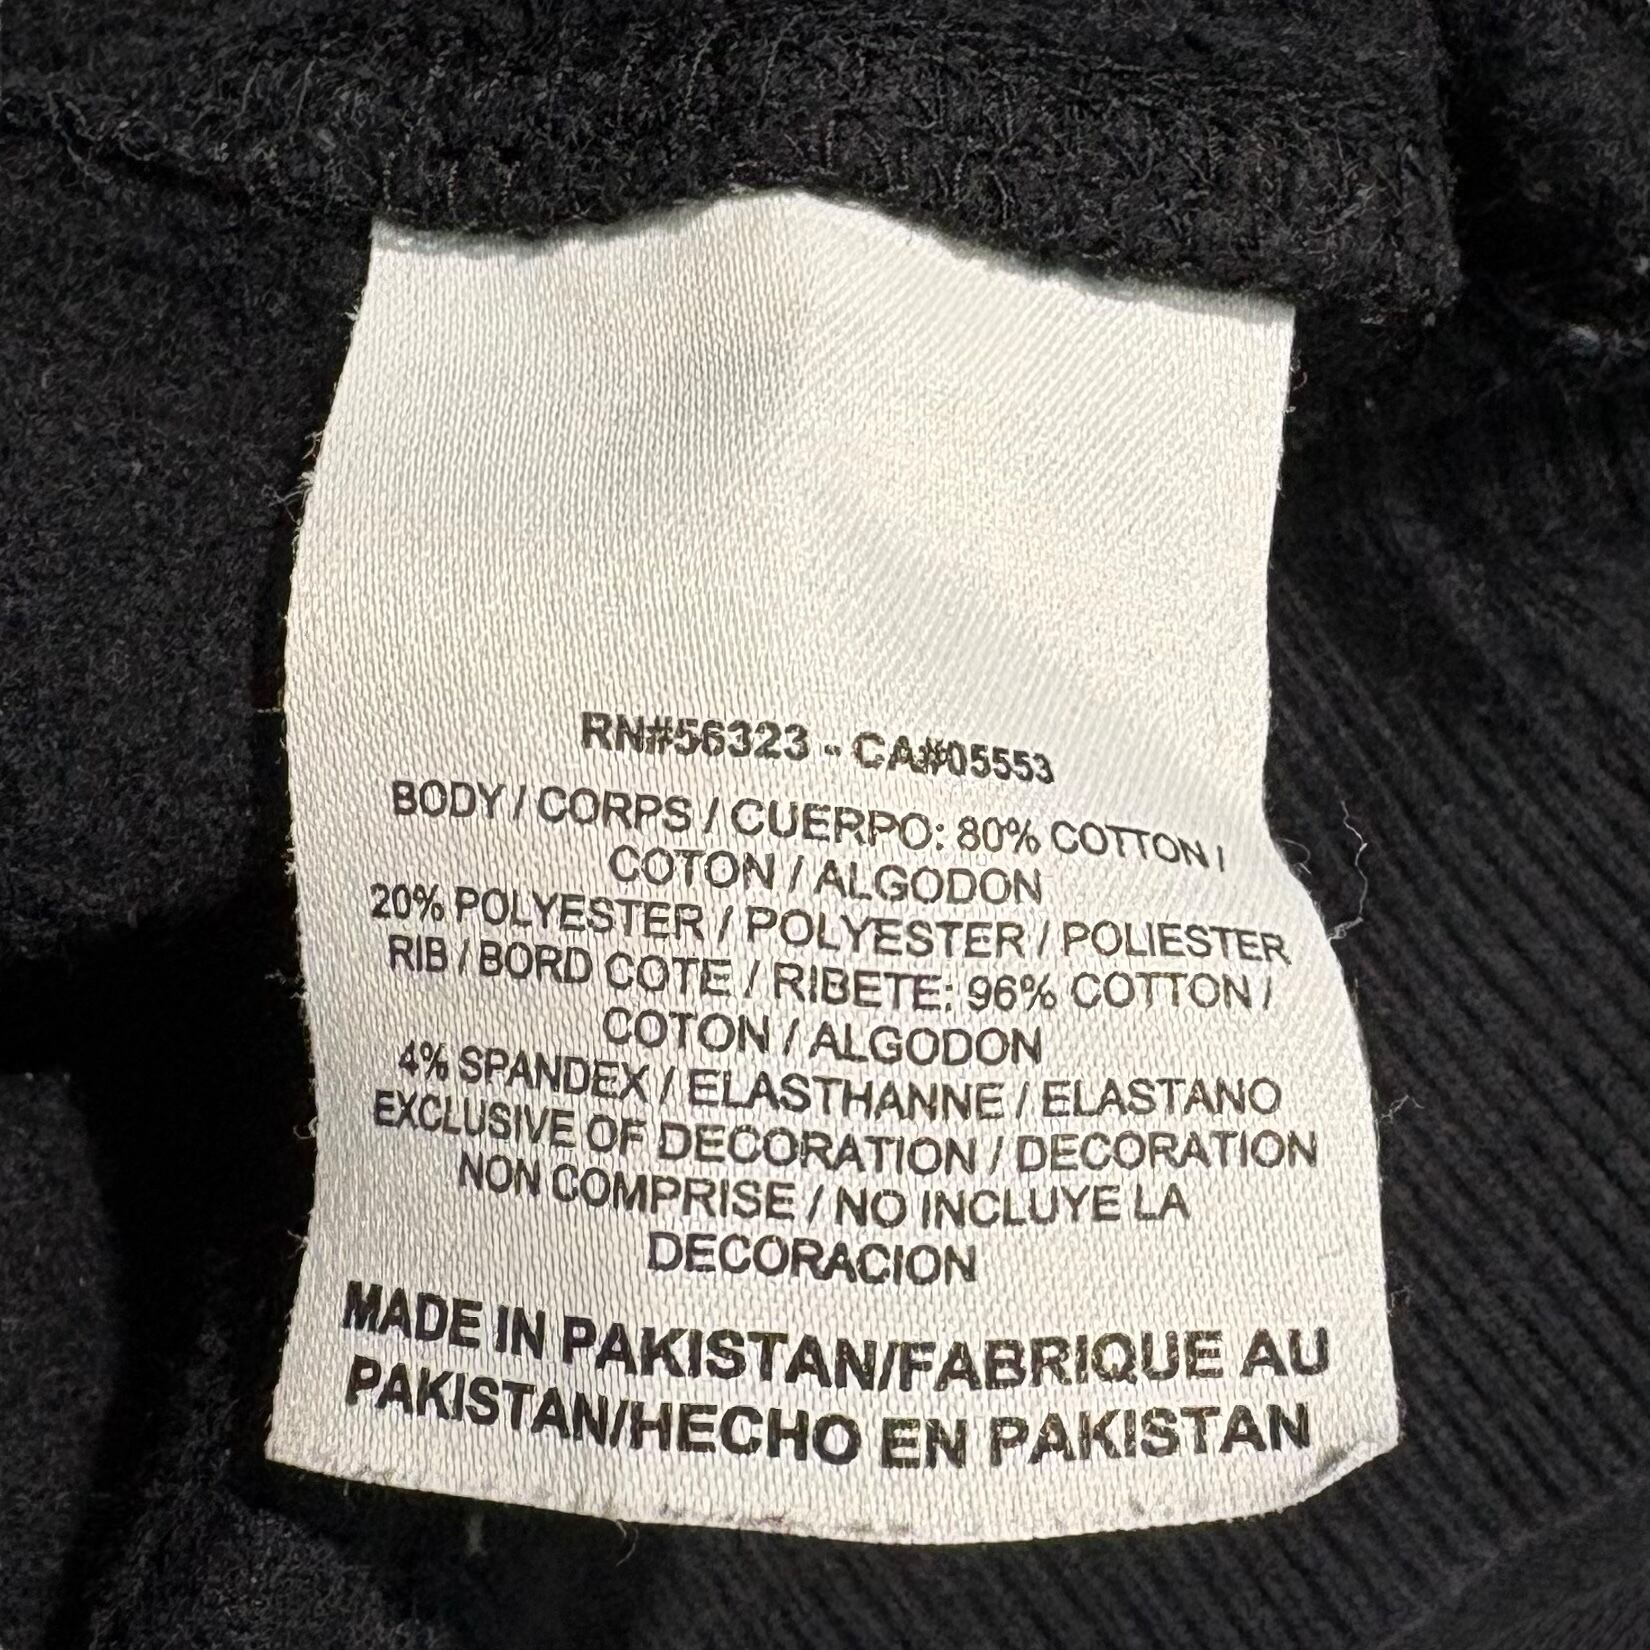 RN#56323 - CA#05553
BODY / CORPS / CUERPO: 80% COTTON /
COTON / ALGODON
20% POLYESTER / POLYESTER / POLIESTER
RIB / BORD COTE / RIBETE: 96% COTTON /
COTON / ALGODON
4% SPANDEX / ELASTHANNE / ELASTANO
EXCLUSIVE OF DECORATION / DECORATION
NON COMPRISE / NO INCLUYE LA
DECORACION
MADE IN PAKISTAN/FABRIQUE AU
PAKISTAN/HECHO EN PAKISTAN